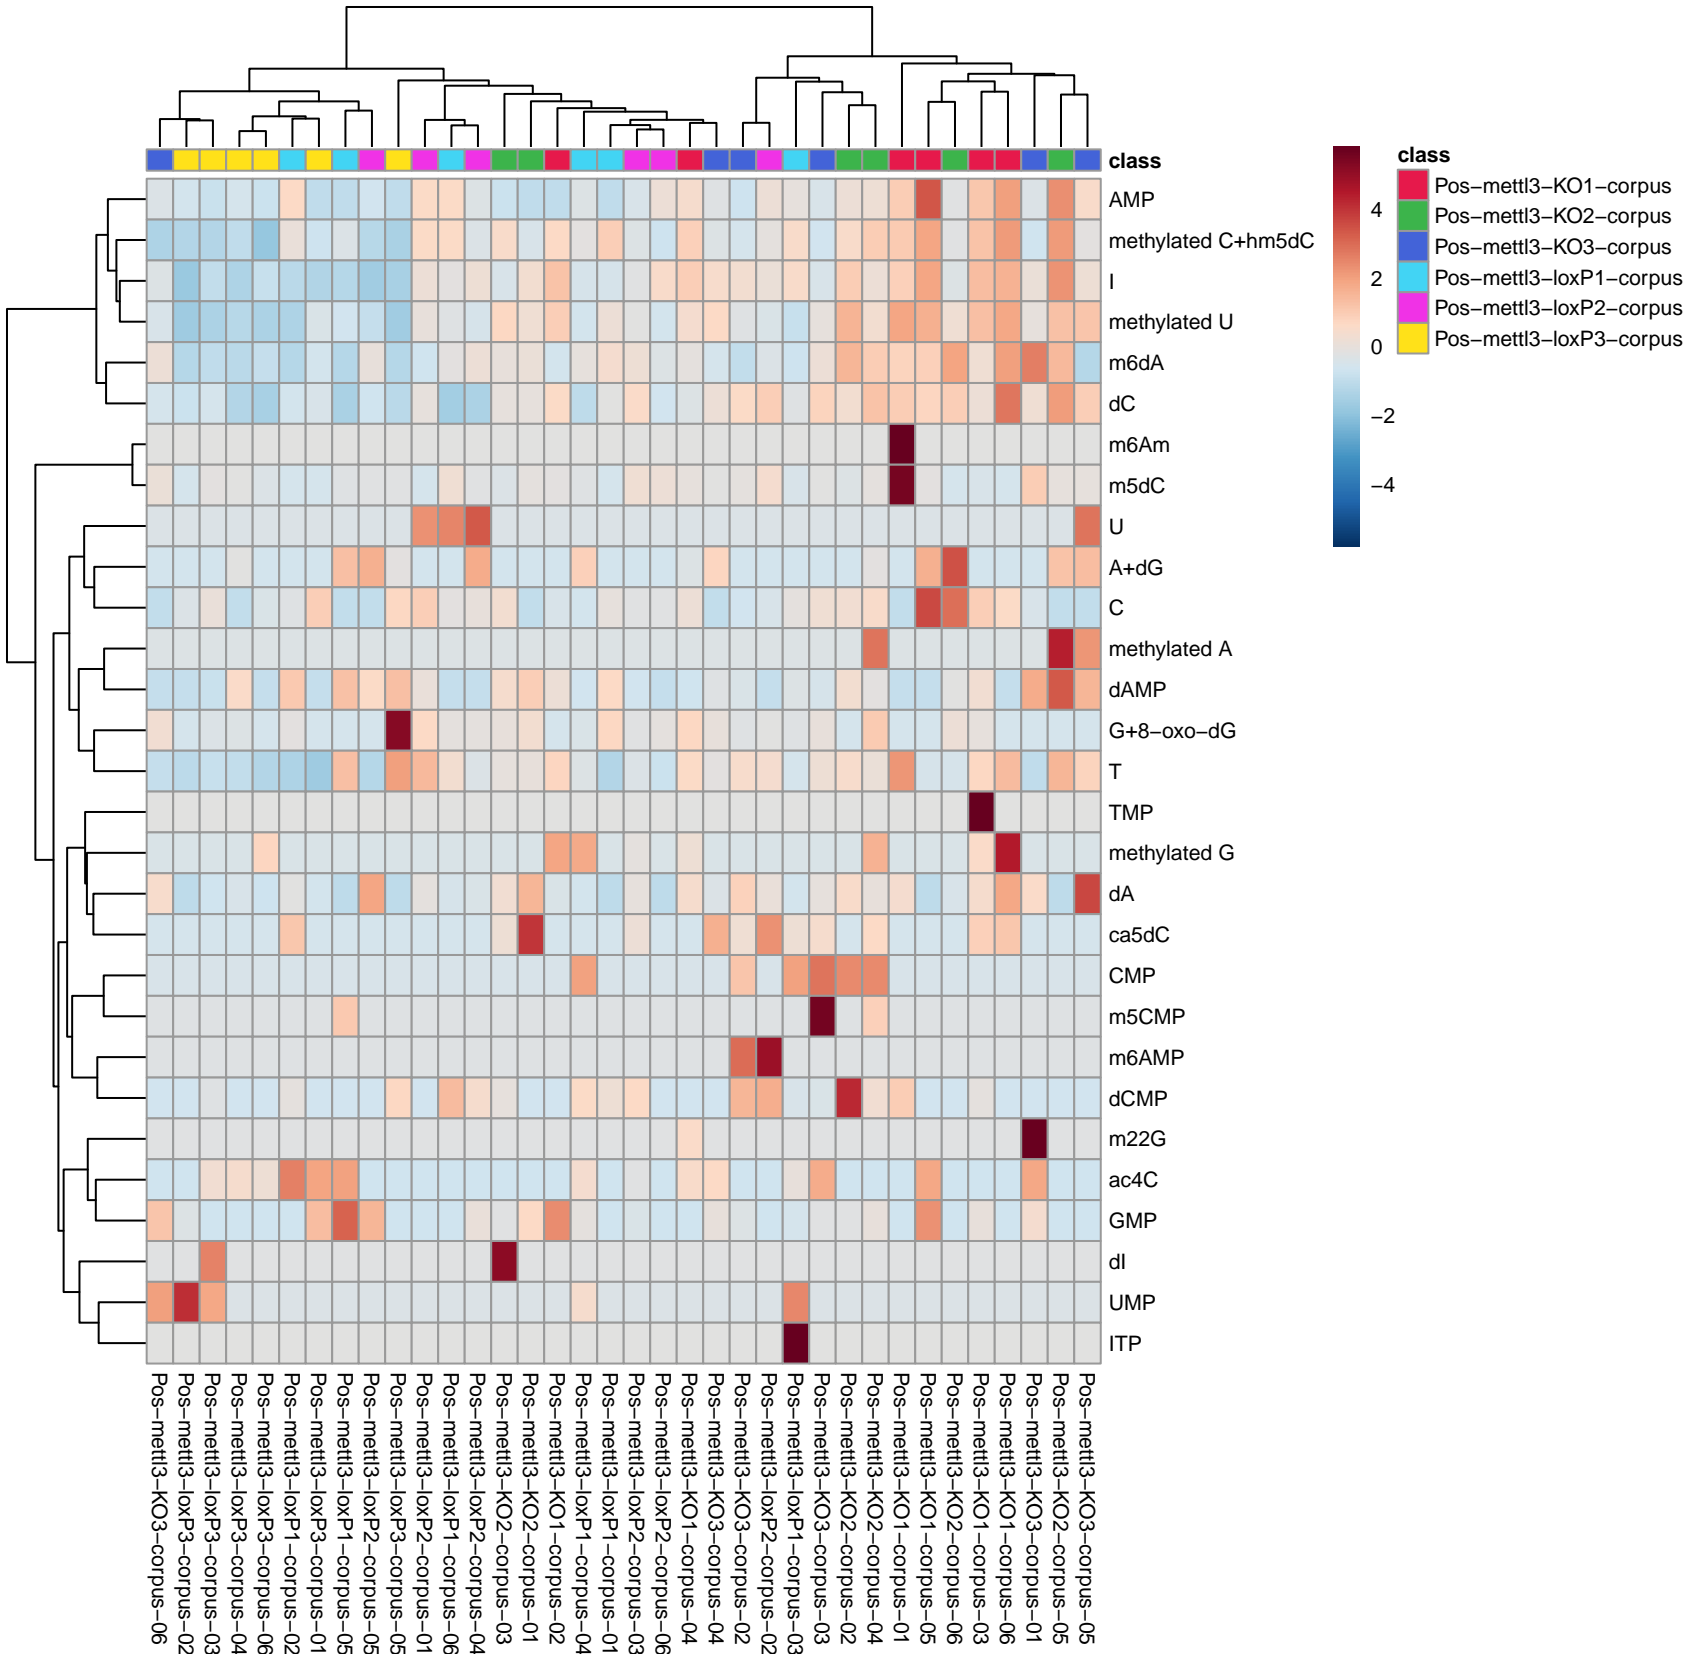 class
AMP
methylated C+hm5dC
I
methylated U
m6dA
dC
m6Am
m5dC
U
A+dG
C
methylated A
dAMP
G+8−oxo−dG
T
TMP
methylated G
dA
ca5dC
CMP
m5CMP
m6AMP
dCMP
m22G
ac4C
GMP
dI
UMP
ITP
4
2
0
−2
−4
class
Pos−mettl3−KO1−corpus
Pos−mettl3−KO2−corpus
Pos−mettl3−KO3−corpus
Pos−mettl3−loxP1−corpus
Pos−mettl3−loxP2−corpus
Pos−mettl3−loxP3−corpus
Pos−mettl3−KO3−corpus−06
Pos−mettl3−loxP3−corpus−02
Pos−mettl3−loxP3−corpus−03
Pos−mettl3−loxP3−corpus−04
Pos−mettl3−loxP3−corpus−06
Pos−mettl3−loxP1−corpus−02
Pos−mettl3−loxP3−corpus−01
Pos−mettl3−loxP1−corpus−05
Pos−mettl3−loxP2−corpus−05
Pos−mettl3−loxP3−corpus−05
Pos−mettl3−loxP2−corpus−01
Pos−mettl3−loxP1−corpus−06
Pos−mettl3−loxP2−corpus−04
Pos−mettl3−KO2−corpus−03
Pos−mettl3−KO2−corpus−01
Pos−mettl3−KO1−corpus−02
Pos−mettl3−loxP1−corpus−04
Pos−mettl3−loxP1−corpus−01
Pos−mettl3−loxP2−corpus−03
Pos−mettl3−loxP2−corpus−06
Pos−mettl3−KO1−corpus−04
Pos−mettl3−KO3−corpus−04
Pos−mettl3−KO3−corpus−02
Pos−mettl3−loxP2−corpus−02
Pos−mettl3−loxP1−corpus−03
Pos−mettl3−KO3−corpus−03
Pos−mettl3−KO2−corpus−02
Pos−mettl3−KO2−corpus−04
Pos−mettl3−KO1−corpus−01
Pos−mettl3−KO1−corpus−05
Pos−mettl3−KO2−corpus−06
Pos−mettl3−KO1−corpus−03
Pos−mettl3−KO1−corpus−06
Pos−mettl3−KO3−corpus−01
Pos−mettl3−KO2−corpus−05
Pos−mettl3−KO3−corpus−05